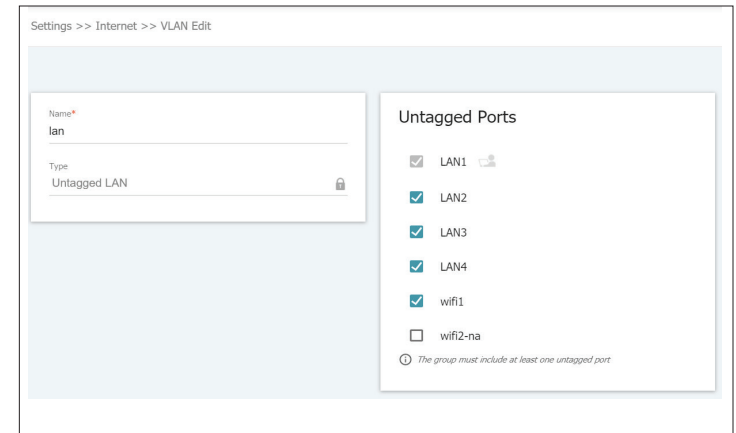 Settings >> Internet >> VLAN Edit
Name*
lan
Type
Untagged LAN
Untagged Ports
LAN1
LAN2
LAN3
LAN4
wifi1
wifi2-na
The group must include at least one untagged port